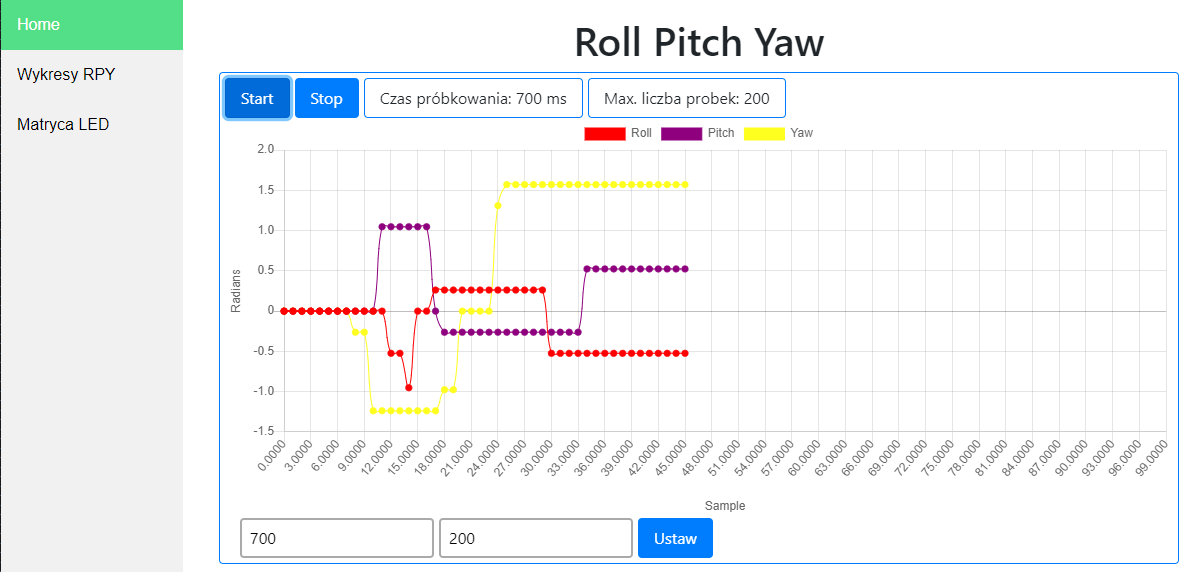 Home
Wykresy RPY
Matryca LED
Roll Pitch Yaw
Start Stop Czas próbkowania: 700 ms Max. liczba probek: 200
Roll Pitch Yaw
2.0
1.5
1.0
0.5
0
-0.5
-1.0
-1.5
Radians
0.0000 3.0000 6.0000 9.0000 12.0000 15.0000 18.0000 21.0000 24.0000 27.0000 30.0000 33.0000 36.0000 39.0000 42.0000 45.0000 48.0000 51.0000 54.0000 57.0000 60.0000 63.0000 66.0000 69.0000 72.0000 75.0000 78.0000 81.0000 84.0000 87.0000 90.0000 93.0000 96.0000 99.0000
Sample
700 200 Ustaw